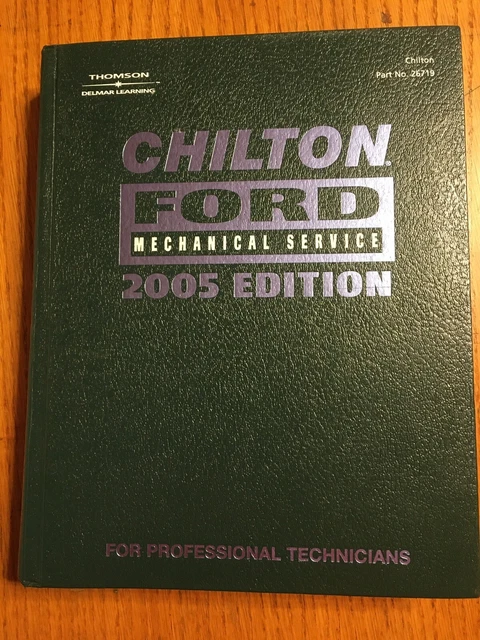 THOMSON
DELMAR LEARNING
Chilton
Part No. 26719
CHILTON
FORD
MECHANICAL SERVICE
2005 EDITION
FOR PROFESSIONAL TECHNICIANS